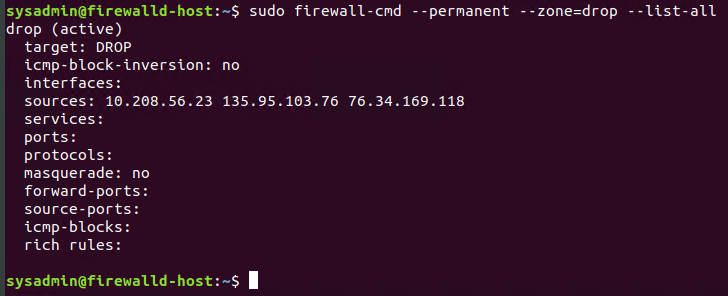 sysadmin@firewalld-host:~$ sudo firewall-cmd --permanent --zone=drop --list-all
drop (active)
  target: DROP
  icmp-block-inversion: no
  interfaces:
  sources: 10.208.56.23 135.95.103.76 76.34.169.118
  services:
  ports:
  protocols:
  masquerade: no
  forward-ports:
  source-ports:
  icmp-blocks:
  rich rules:
sysadmin@firewalld-host:~$